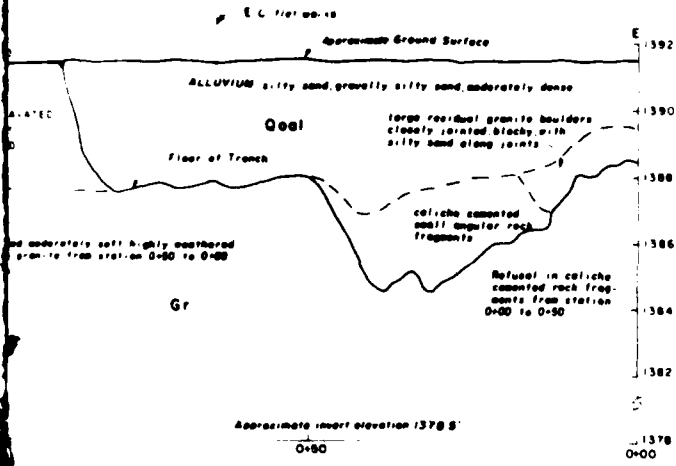 E
Approximate Ground Surface
1392
ALLUVIUM silty sand, gravelly silty sand, moderately dense
1390
AVATED
Qoal
large residual granite boulders
closely jointed, blocky, with
silty sand along joints
Floor of Trench
1388
caliche cemented
small angular rock
fragments
ed moderately soft highly weathered
granite from station 0+50 to
1386
Refusal in caliche
cemented rock frag-
ments from station
0+00 to 0+50
Gr
1384
1382
Approximate invert elevation 1378 5'
1378
0+50
0+00